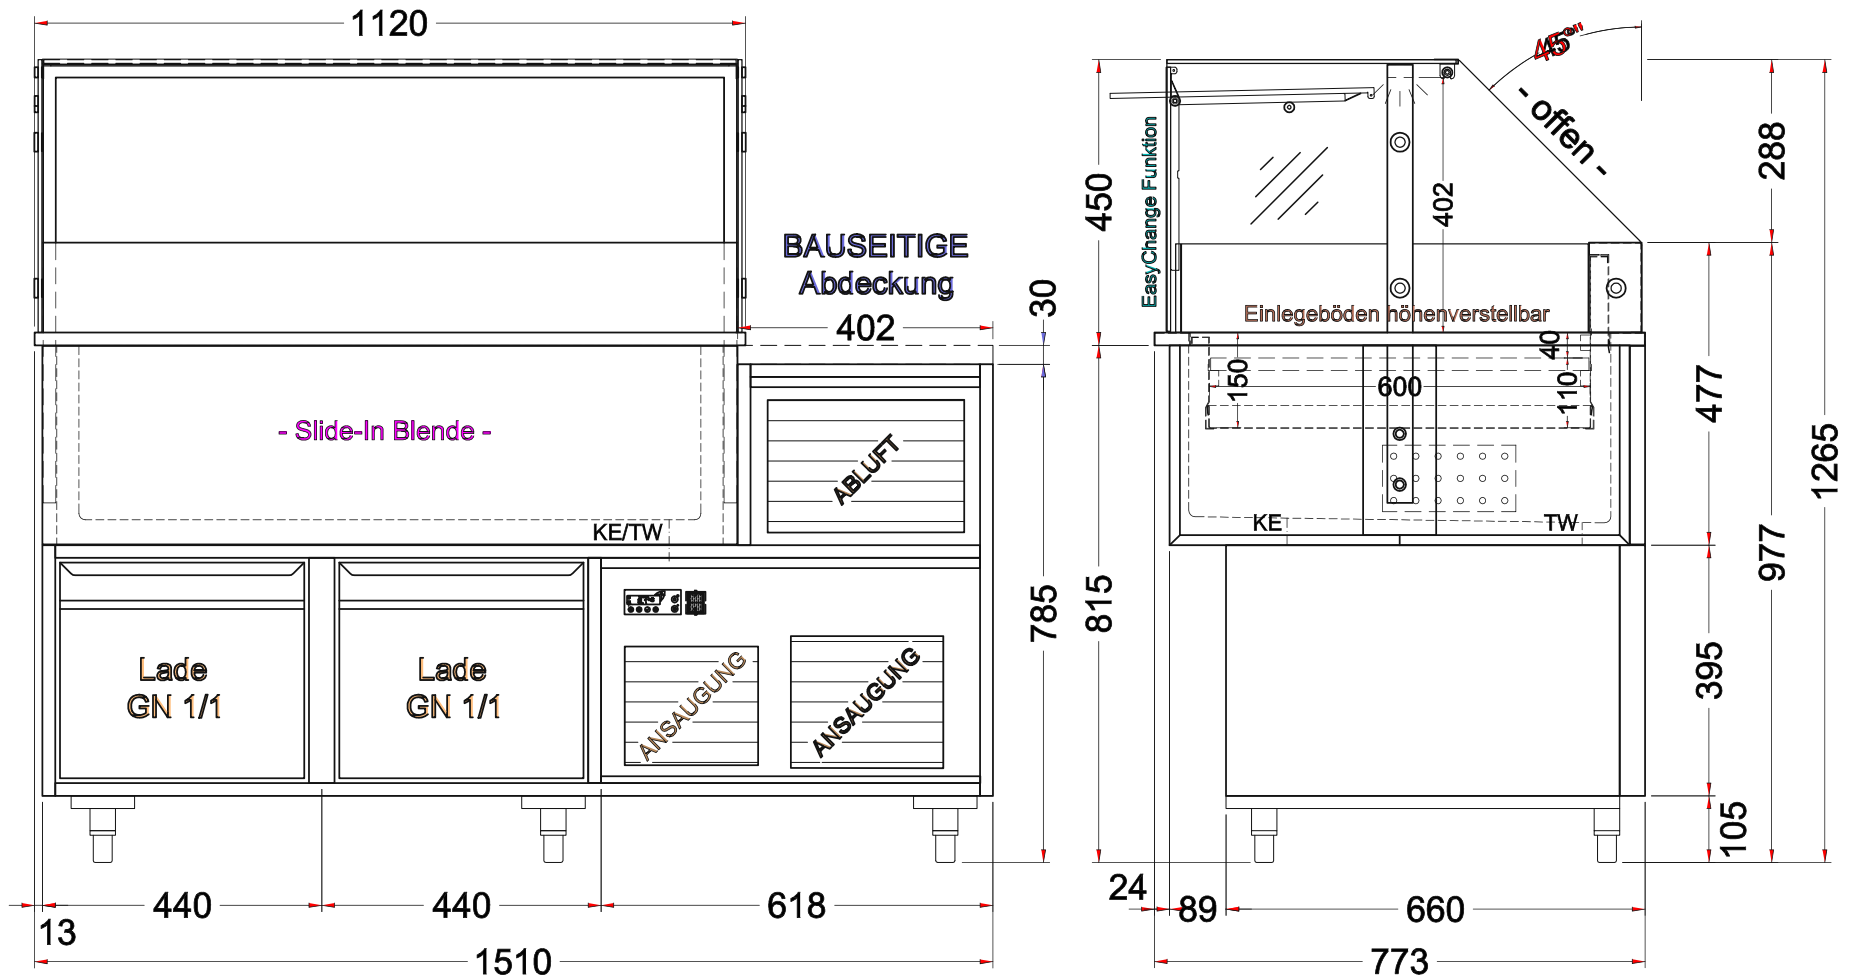 1120
45°
- offen -
288
450
EasyChange Funktion
402
BAUSEITIGE
Abdeckung
402
30
Einlegeböden höhenverstellbar
40
150
600
110
477
1265
- Slide-In Blende -
ABLUFT
KE/TW
KE
TW
977
785
815
395
Lade
GN 1/1
Lade
GN 1/1
ANSAUGUNG
ANSAUGUNG
105
440
440
618
13
1510
24
89
660
773